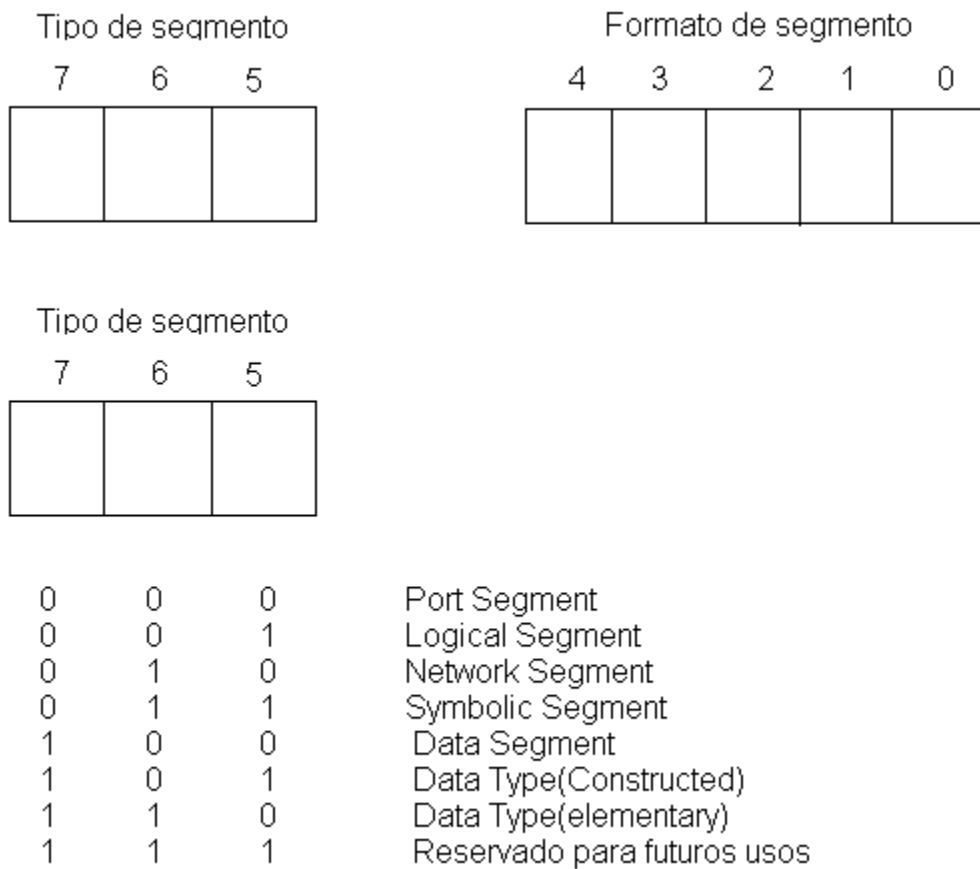 Tipo de segmento Formato de segmento
7 6 5 4 3 2 1 0
Tipo de segmento
7 6 5
0 0 0 Port Segment
0 0 1 Logical Segment
0 1 0 Network Segment
0 1 1 Symbolic Segment
1 0 0 Data Segment
1 0 1 Data Type(Constructed)
1 1 0 Data Type(elementary)
1 1 1 Reservado para futuros usos